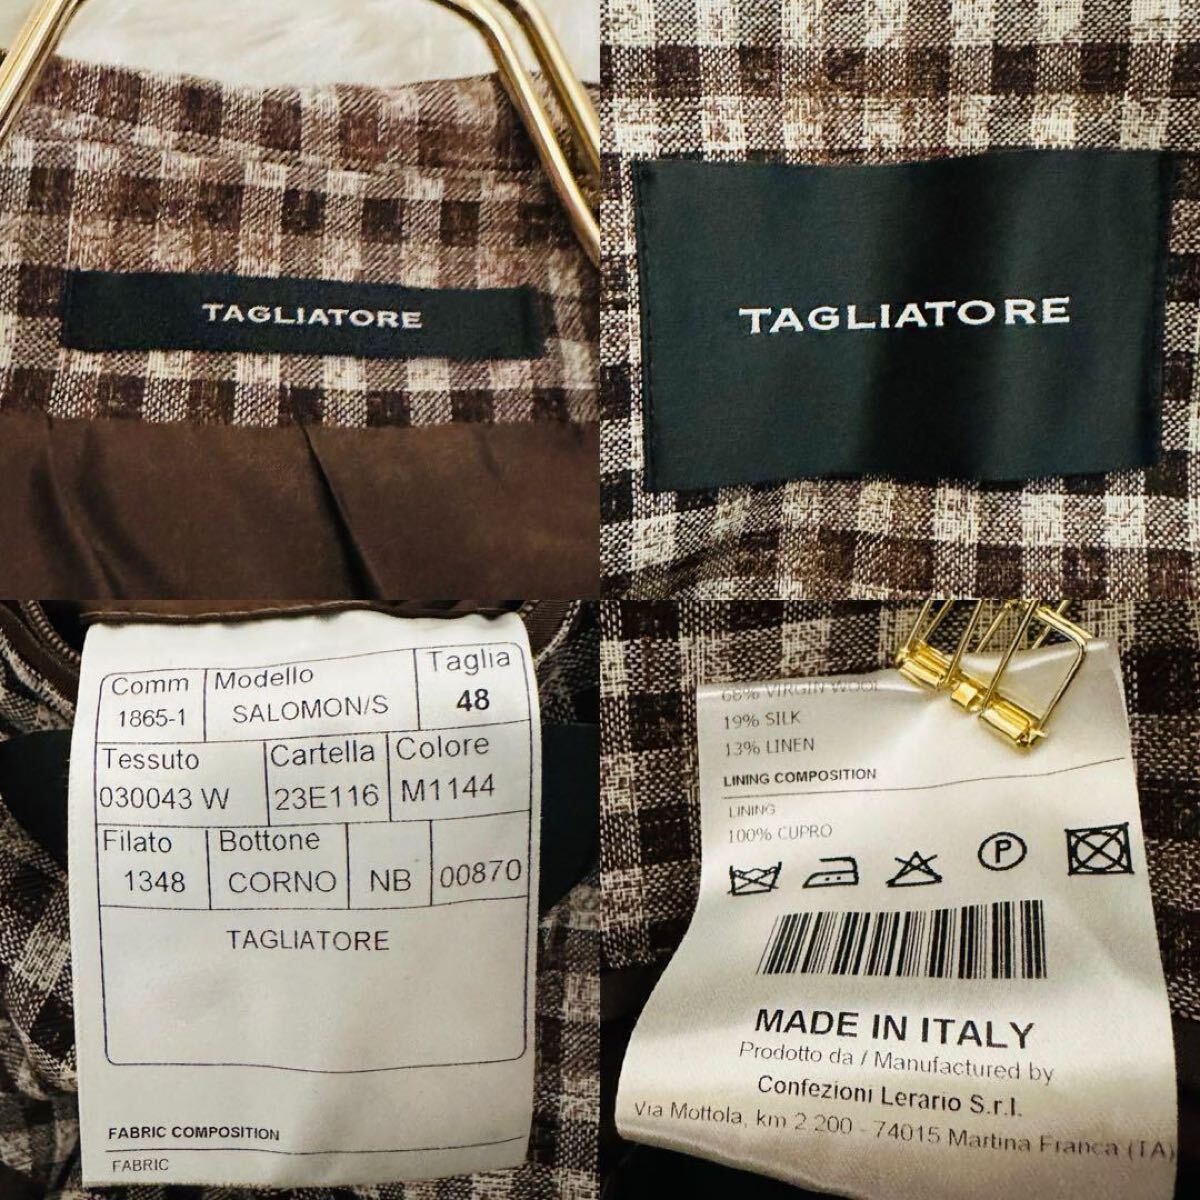 TAGLIATORE
TAGLIATORE
Comm Modello Taglia
1865-1 SALOMON/S 48
Tessuto Cartella Colore
030043 W 23E116 M1144
Filato Bottone
1348 CORNO NB 00870
TAGLIATORE
FABRIC COMPOSITION
FABRIC
68% VIRGIN WOOL
19% SILK
13% LINEN
LINING COMPOSITION
LINING
100% CUPRO
P
MADE IN ITALY
Prodotto da / Manufactured by
Confezioni Lerario S.r.l.
Via Mottola, km 2.200 - 74015 Martina Franca (TA)